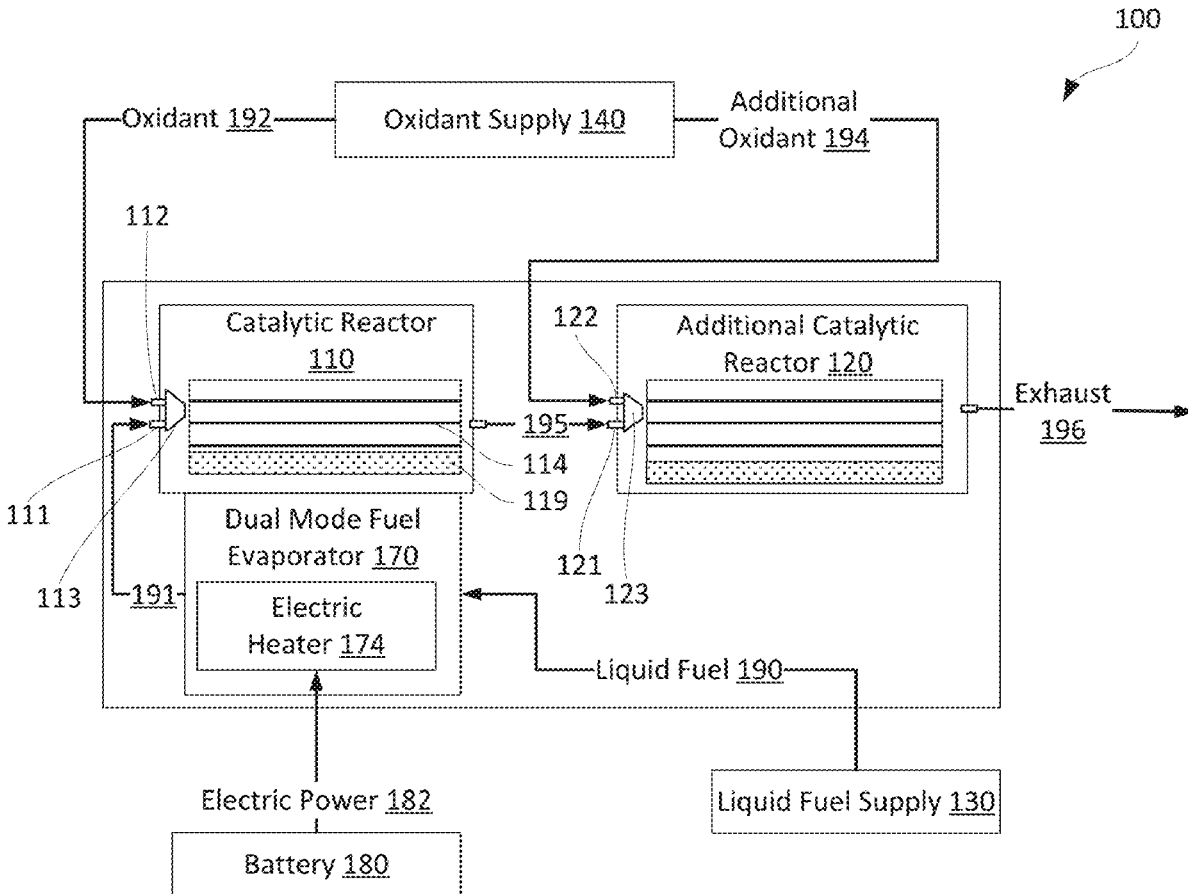 100
Oxidant 192
Oxidant Supply 140
Additional
Oxidant 194
112
Catalytic Reactor
110
122
Additional Catalytic
Reactor 120
Exhaust
196
195
114
119
111
113
121
123
191
Dual Mode Fuel
Evaporator 170
Electric
Heater 174
Liquid Fuel 190
Electric Power 182
Liquid Fuel Supply 130
Battery 180